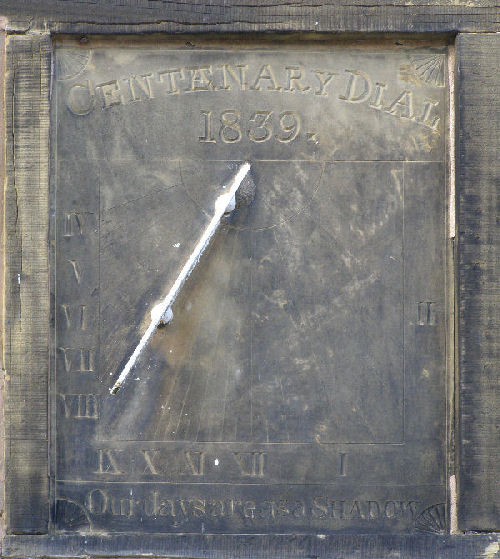 CENTENARY DIAL
1839.
IV
V
VI
VII
VIII
II
IX X XI XII I
Our days are as a SHADOW